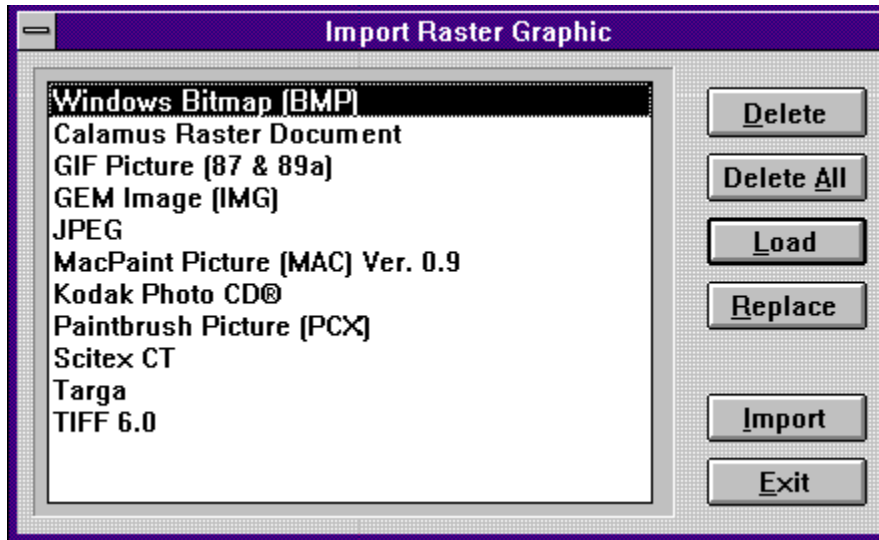 Import Raster Graphic
Windows Bitmap (BMP)
Calamus Raster Document
GIF Picture (87 & 89a)
GEM Image (IMG)
JPEG
MacPaint Picture (MAC) Ver. 0.9
Kodak Photo CD®
Paintbrush Picture (PCX)
Scitex CT
Targa
TIFF 6.0
Delete
Delete All
Load
Replace
Import
Exit